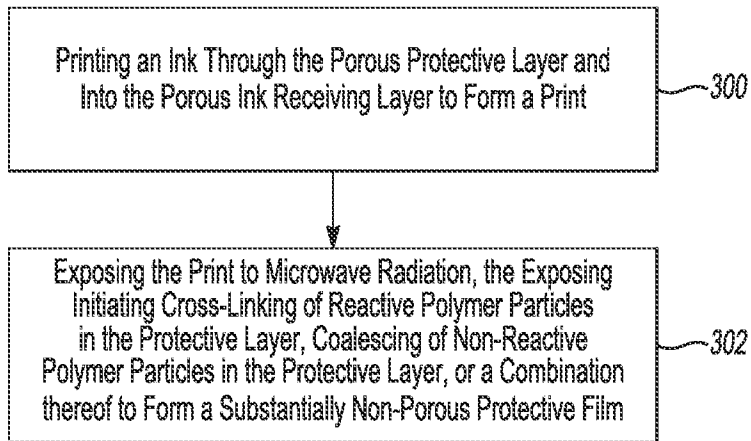 Printing an Ink Through the Porous Protective Layer and
Into the Porous Ink Receiving Layer to Form a Print
300
Exposing the Print to Microwave Radiation, the Exposing
Initiating Cross-Linking of Reactive Polymer Particles
in the Protective Layer, Coalescing of Non-Reactive
Polymer Particles in the Protective Layer, or a Combination
thereof to Form a Substantially Non-Porous Protective Film
302